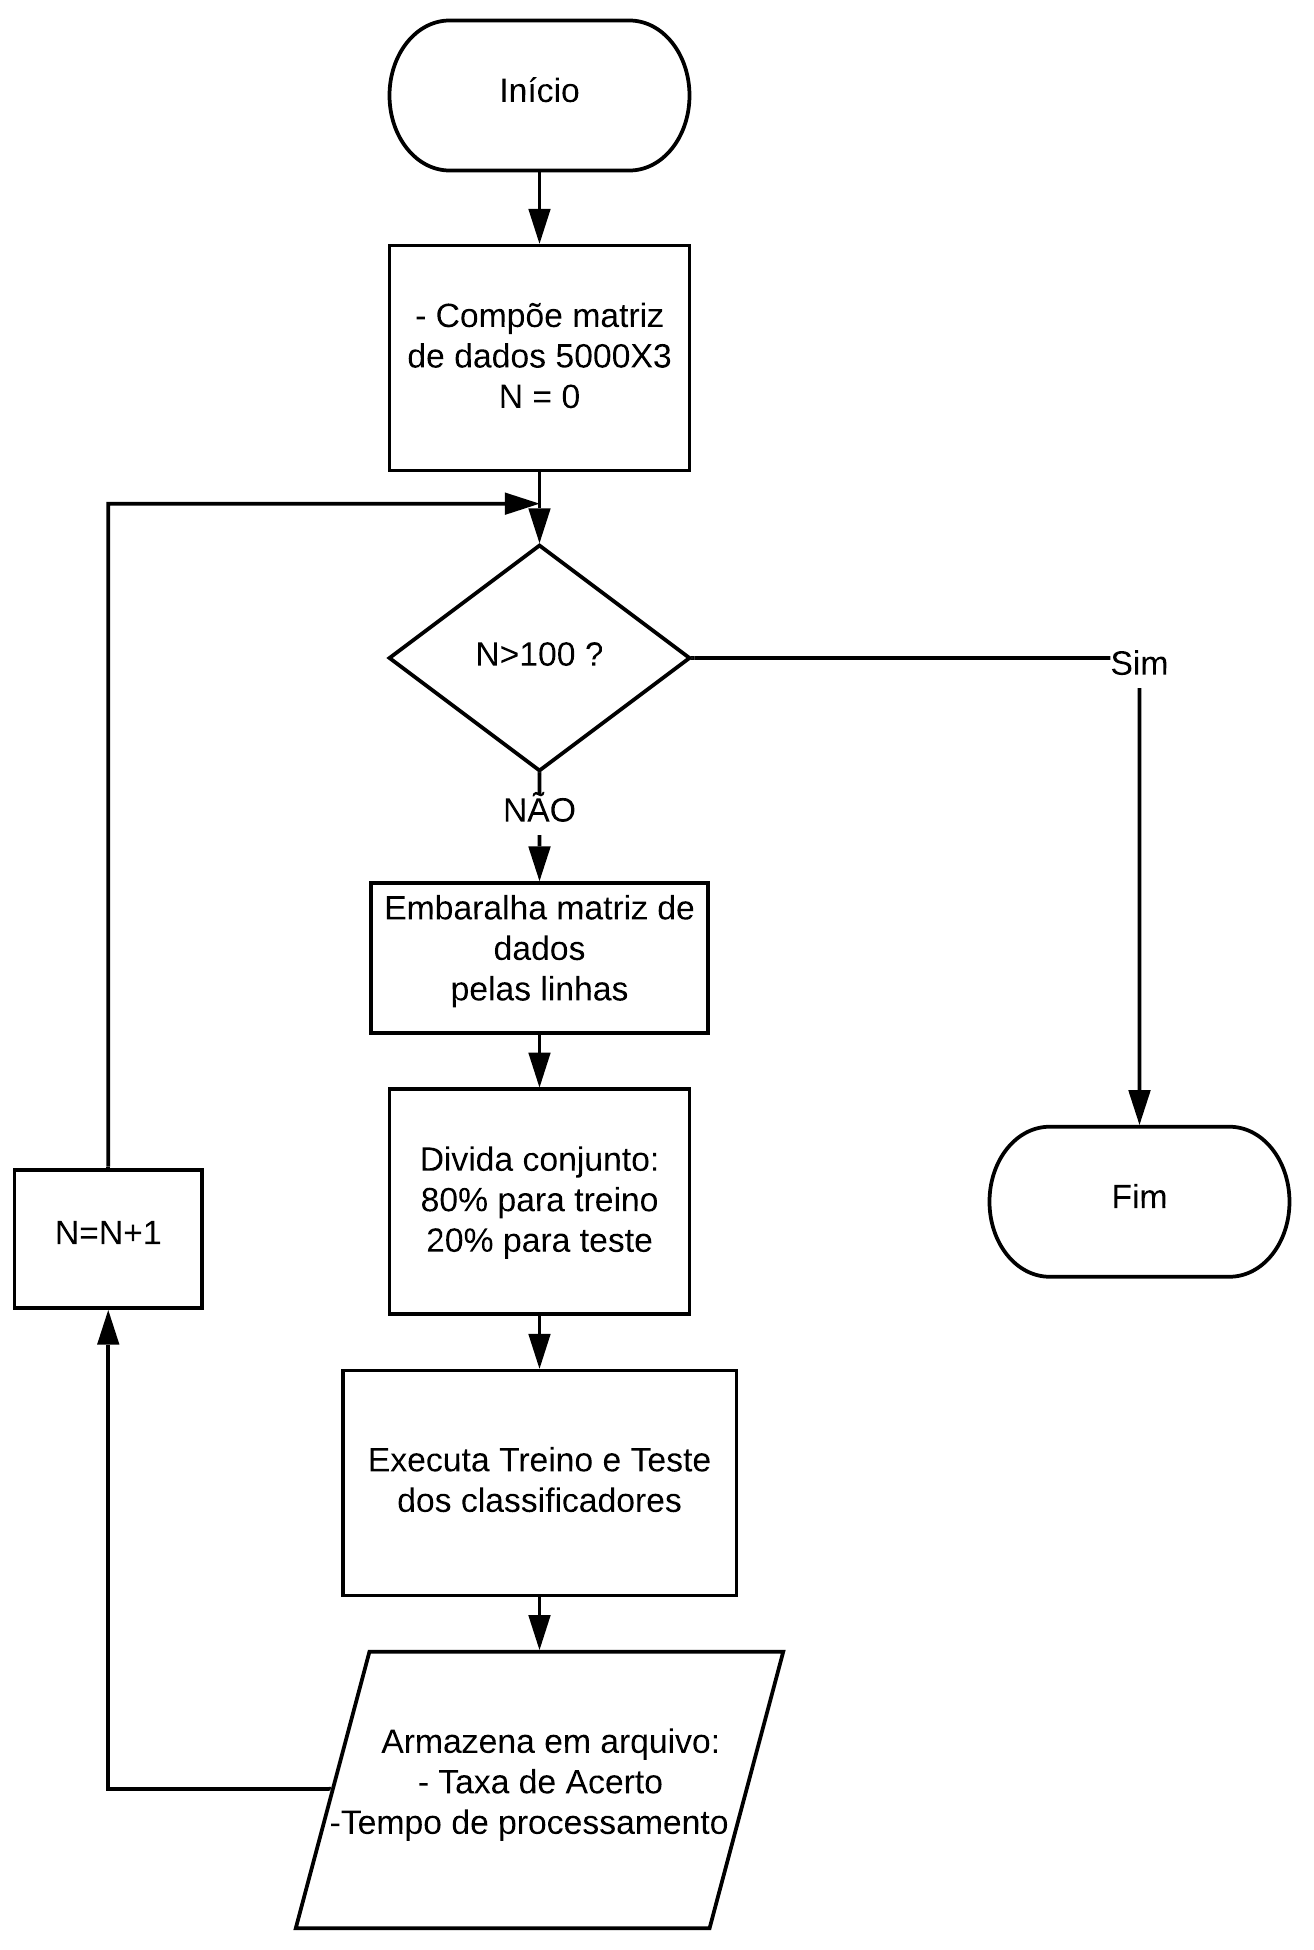 Início
- Compõe matriz
de dados 5000X3
N = 0
N>100 ?
Sim
NÃO
Embaralha matriz de
dados
pelas linhas
Divida conjunto:
80% para treino
20% para teste
N=N+1
Fim
Executa Treino e Teste
dos classificadores
Armazena em arquivo:
- Taxa de Acerto
-Tempo de processamento